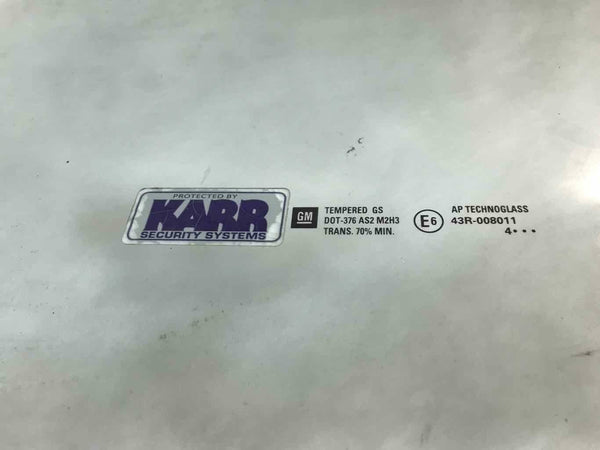 PROTECTED BY
KARR
SECURITY SYSTEMS
GM
TEMPERED GS
DOT-376 AS2 M2H3
TRANS. 70% MIN.
E6
AP TECHNOGLASS
43R-008011
4•••